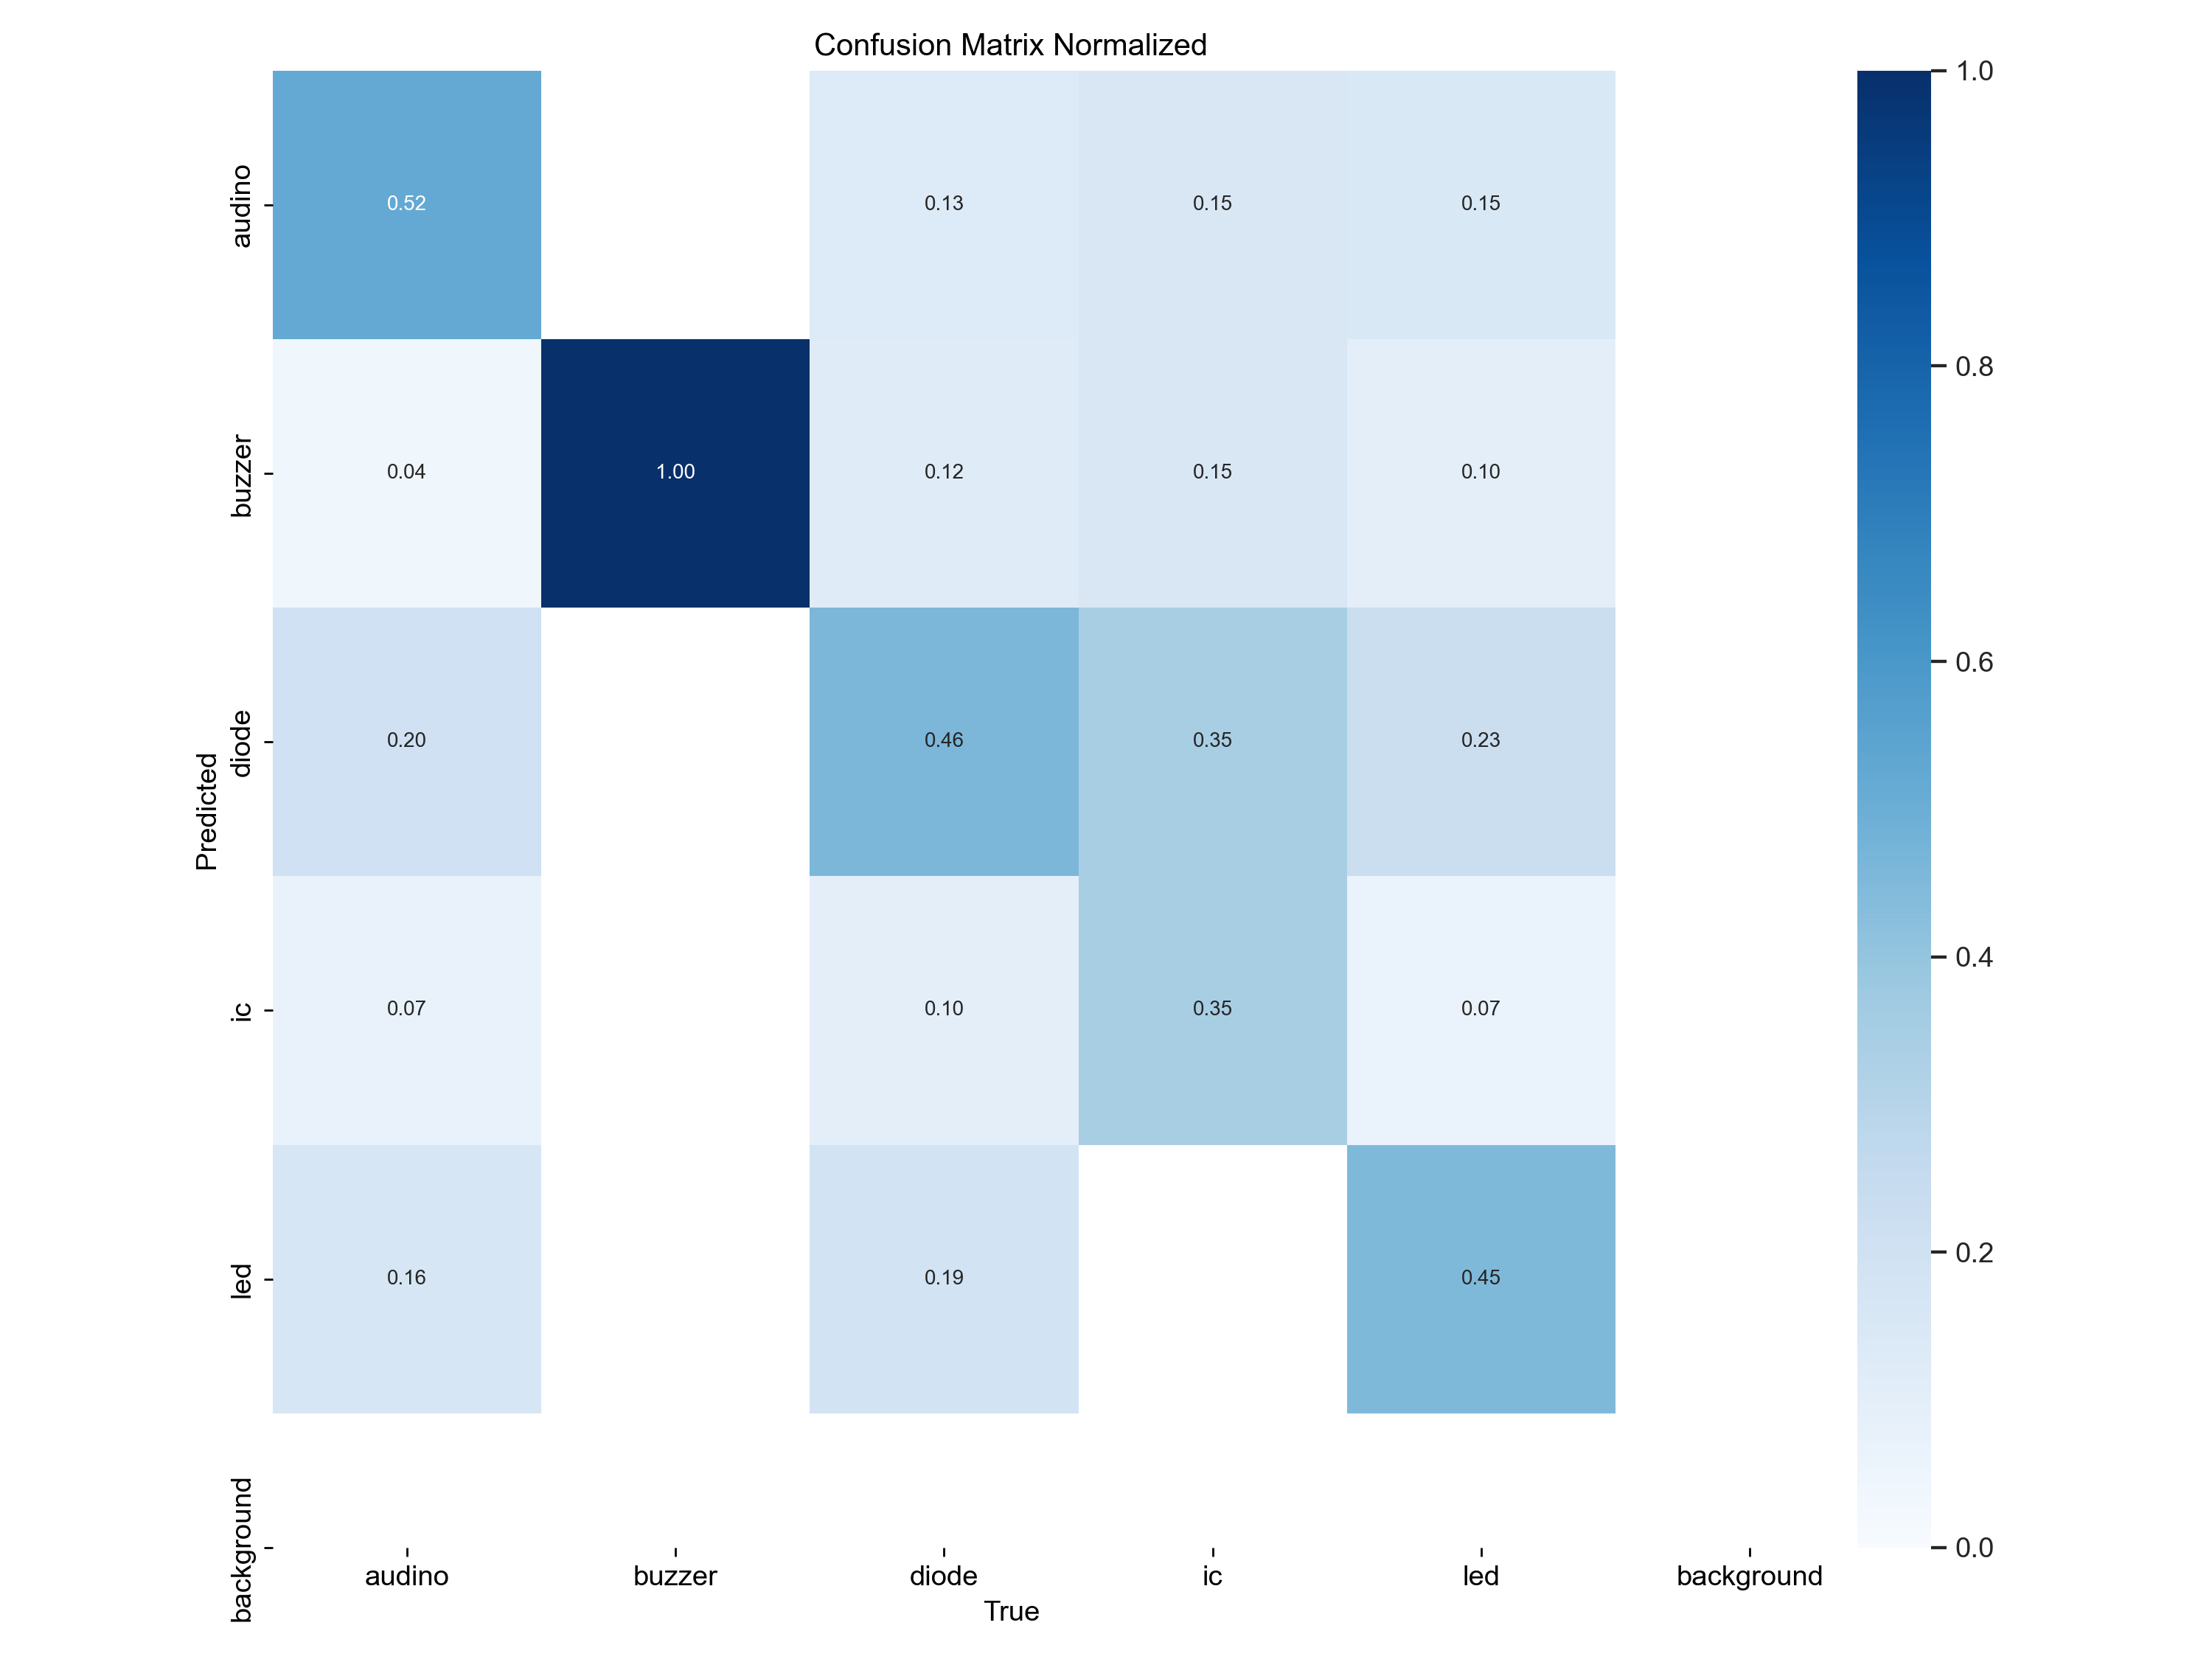 Confusion Matrix Normalized
audino
0.52
0.13
0.15
0.15
buzzer
0.04
1.00
0.12
0.15
0.10
diode
0.20
0.46
0.35
0.23
ic
0.07
0.10
0.35
0.07
led
0.16
0.19
0.45
background
Predicted
audino
buzzer
diode
ic
led
background
True
1.0
0.8
0.6
0.4
0.2
0.0